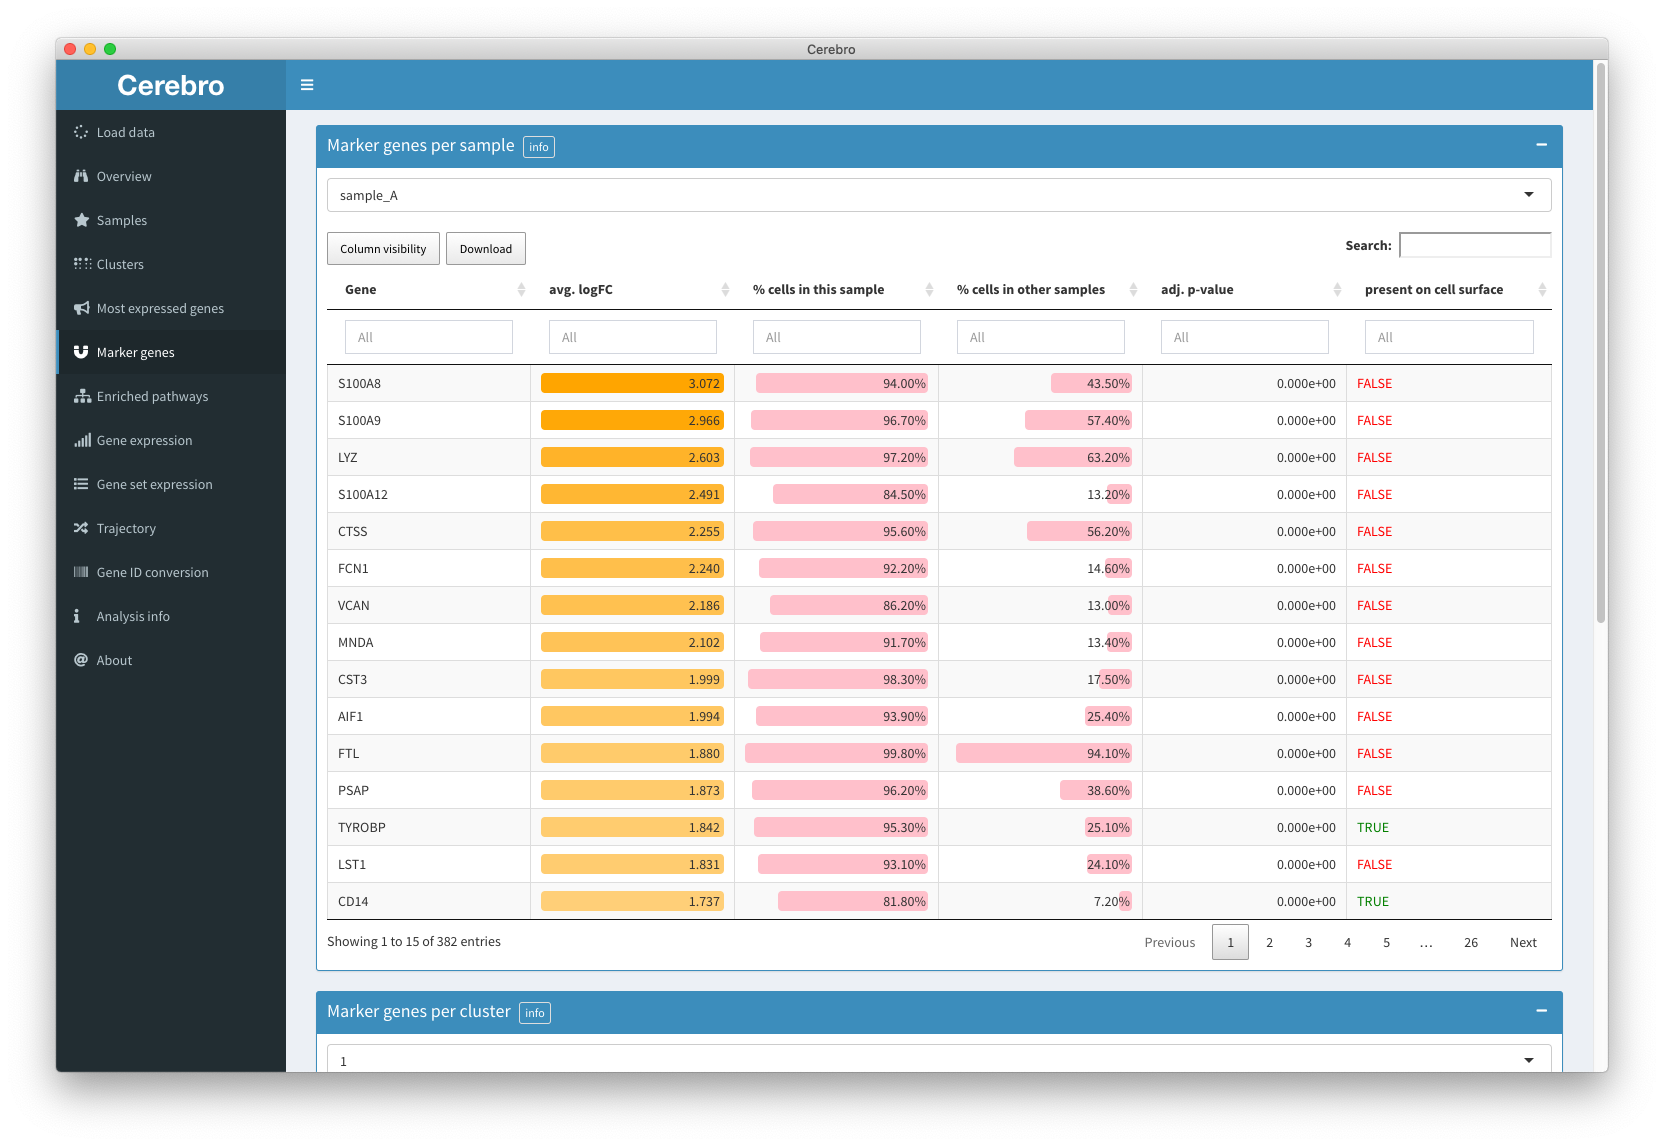 Cerebro
Cerebro
Load data
Overview
Samples
Clusters
Most expressed genes
Marker genes
Enriched pathways
Gene expression
Gene set expression
Trajectory
Gene ID conversion
Analysis info
About
Marker genes per sample info
sample_A
Column visibility Download Search:
Gene avg. logFC % cells in this sample % cells in other samples adj. p-value present on cell surface
All All All All All All
S100A8 3.072 94.00% 43.50% 0.000e+00 FALSE
S100A9 2.966 96.70% 57.40% 0.000e+00 FALSE
LYZ 2.603 97.20% 63.20% 0.000e+00 FALSE
S100A12 2.491 84.50% 13.20% 0.000e+00 FALSE
CTSS 2.255 95.60% 56.20% 0.000e+00 FALSE
FCN1 2.240 92.20% 14.60% 0.000e+00 FALSE
VCAN 2.186 86.20% 13.00% 0.000e+00 FALSE
MNDA 2.102 91.70% 13.40% 0.000e+00 FALSE
CST3 1.999 98.30% 17.50% 0.000e+00 FALSE
AIF1 1.994 93.90% 25.40% 0.000e+00 FALSE
FTL 1.880 99.80% 94.10% 0.000e+00 FALSE
PSAP 1.873 96.20% 38.60% 0.000e+00 FALSE
TYROBP 1.842 95.30% 25.10% 0.000e+00 TRUE
LST1 1.831 93.10% 24.10% 0.000e+00 FALSE
CD14 1.737 81.80% 7.20% 0.000e+00 TRUE
Showing 1 to 15 of 382 entries Previous 1 2 3 4 5 … 26 Next
Marker genes per cluster info
1